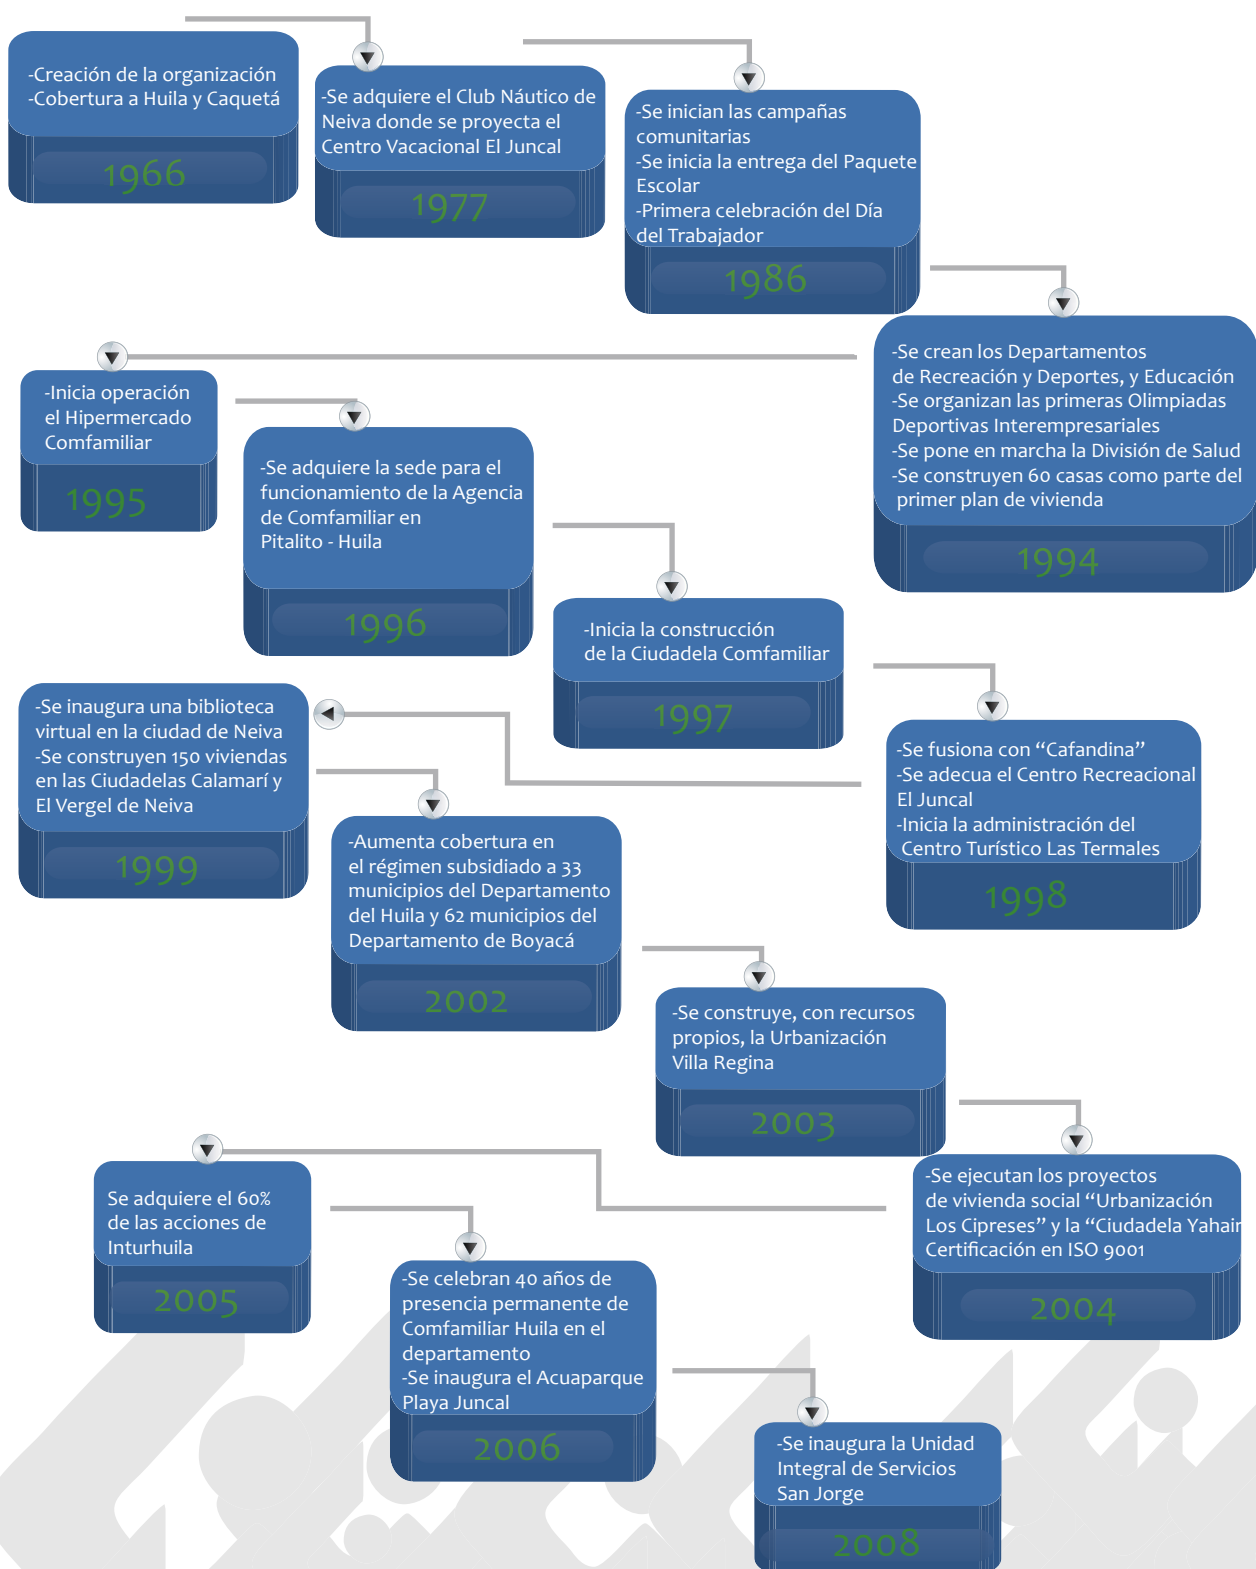 -Creación de la organización
-Cobertura a Huila y Caquetá
1966
-Se adquiere el Club Náutico de
Neiva donde se proyecta el
Centro Vacacional El Juncal
1977
-Se inician las campañas
comunitarias
-Se inicia la entrega del Paquete
Escolar
-Primera celebración del Día
del Trabajador
1986
-Se crean los Departamentos
de Recreación y Deportes, y Educación
-Se organizan las primeras Olimpiadas
Deportivas Interempresariales
-Se pone en marcha la División de Salud
-Se construyen 60 casas como parte del
primer plan de vivienda
1994
-Inicia operación
el Hipermercado
Comfamiliar
1995
-Se adquiere la sede para el
funcionamiento de la Agencia
de Comfamiliar en
Pitalito - Huila
1996
-Inicia la construcción
de la Ciudadela Comfamiliar
1997
-Se fusiona con “Cafandina”
-Se adecua el Centro Recreacional
El Juncal
-Inicia la administración del
Centro Turístico Las Termales
1998
-Se inaugura una biblioteca
virtual en la ciudad de Neiva
-Se construyen 150 viviendas
en las Ciudadelas Calamarí y
El Vergel de Neiva
1999
-Aumenta cobertura en
el régimen subsidiado a 33
municipios del Departamento
del Huila y 62 municipios del
Departamento de Boyacá
2002
-Se construye, con recursos
propios, la Urbanización
Villa Regina
2003
-Se ejecutan los proyectos
de vivienda social “Urbanización
Los Cipreses” y la “Ciudadela Yahair
Certificación en ISO 9001
2004
Se adquiere el 60%
de las acciones de
Inturhuila
2005
-Se celebran 40 años de
presencia permanente de
Comfamiliar Huila en el
departamento
-Se inaugura el Acuaparque
Playa Juncal
2006
-Se inaugura la Unidad
Integral de Servicios
San Jorge
2008